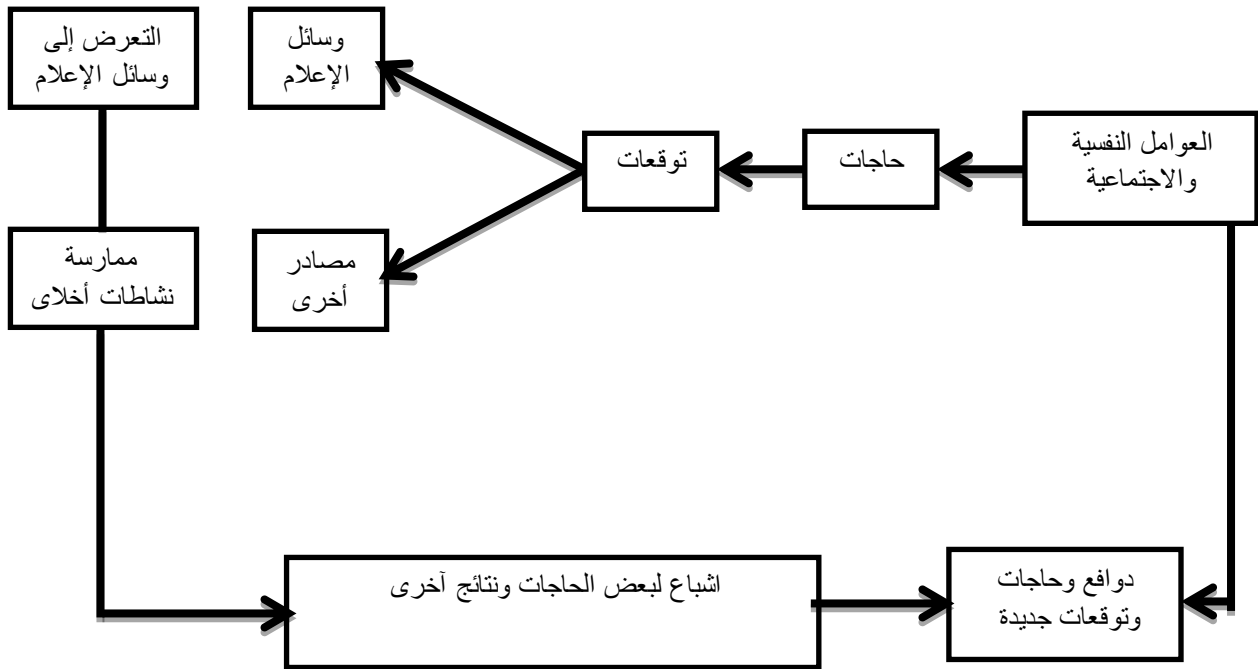 العوامل النفسية
والاجتماعية
حاجات
توقعات
وسائل
الإعلام
التعرض إلى
وسائل الإعلام
مصادر
أخرى
ممارسة
نشاطات أخلاى
اشباع لبعض الحاجات ونتائج آخرى
دوافع وحاجات
وتوقعات جديدة